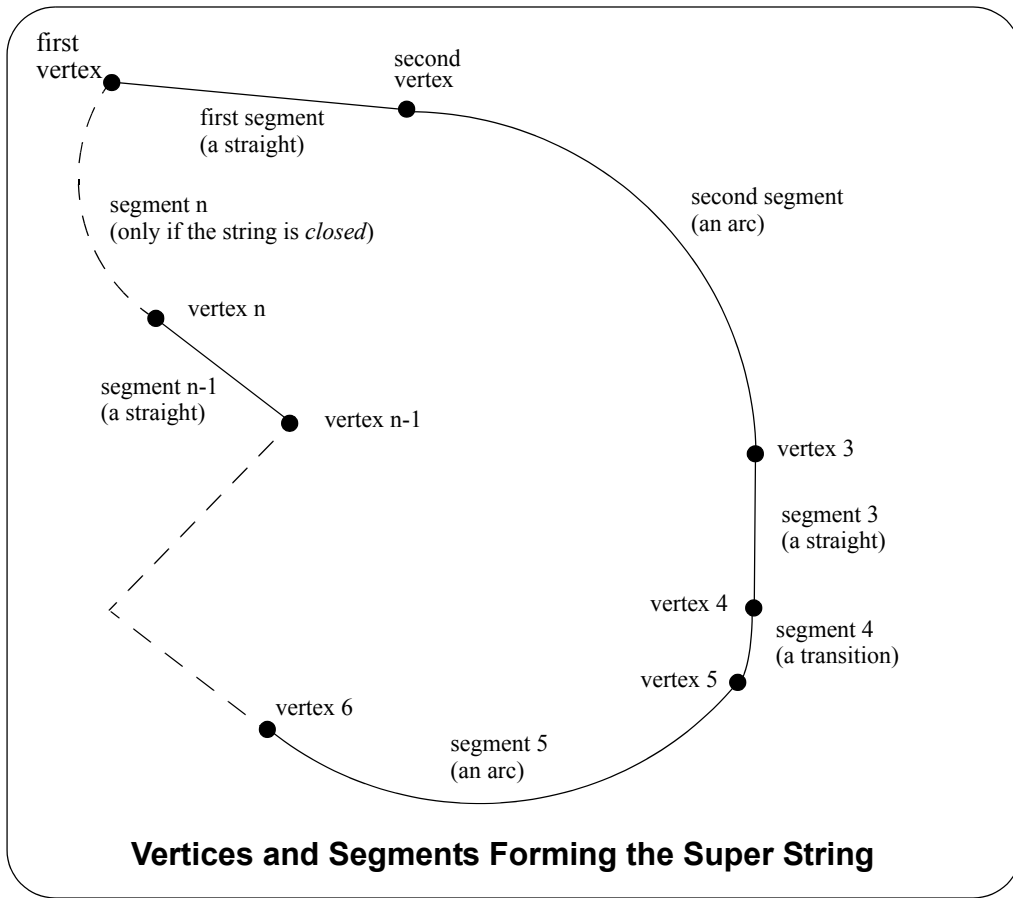 first
vertex
second
vertex
first segment
(a straight)
second segment
(an arc)
segment n
(only if the string is closed)
vertex n
segment n-1
(a straight)
vertex n-1
vertex 3
segment 3
(a straight)
vertex 4
segment 4
(a transition)
vertex 5
vertex 6
segment 5
(an arc)
Vertices and Segments Forming the Super String